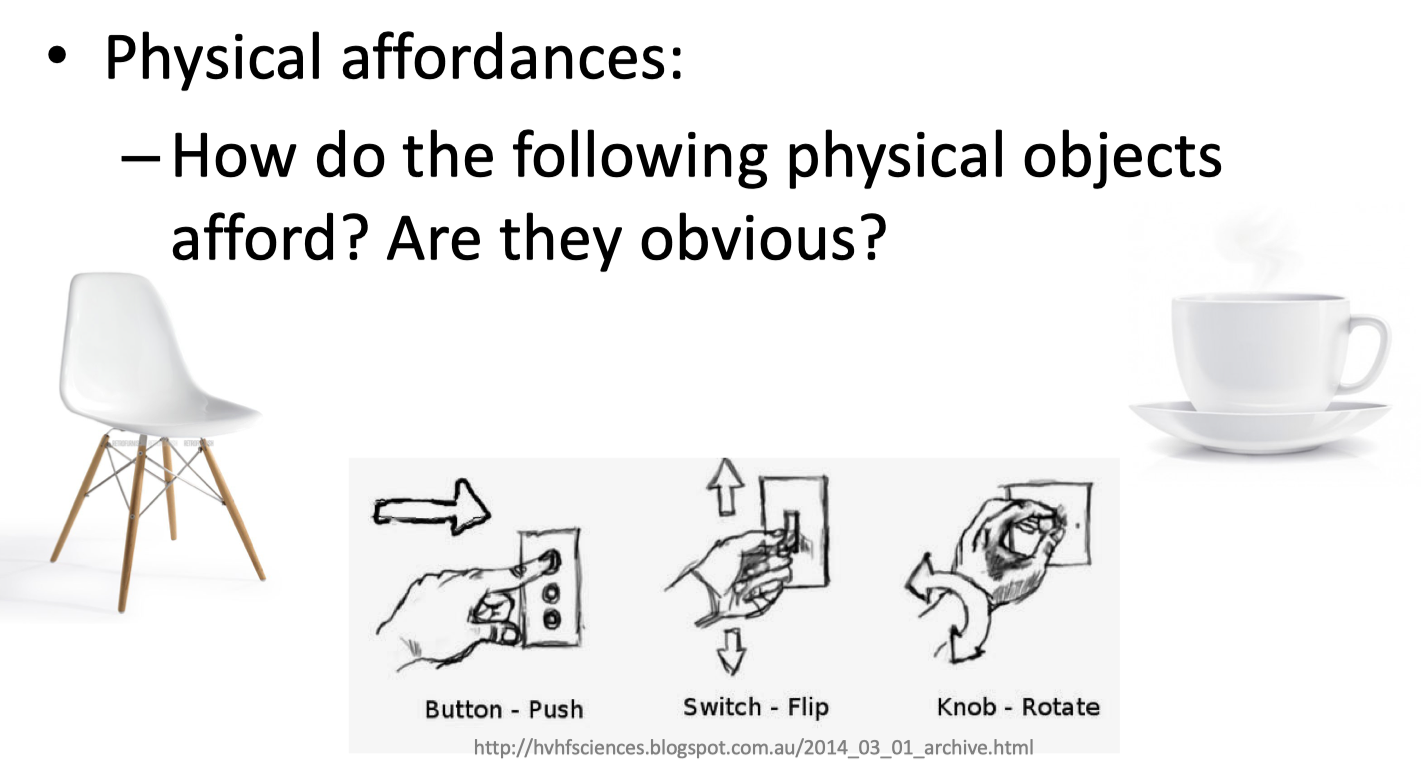 • Physical affordances:
– How do the following physical objects
afford? Are they obvious?
Button - Push
Switch - Flip
Knob - Rotate
http://hvhfsciences.blogspot.com.au/2014_03_01_archive.html